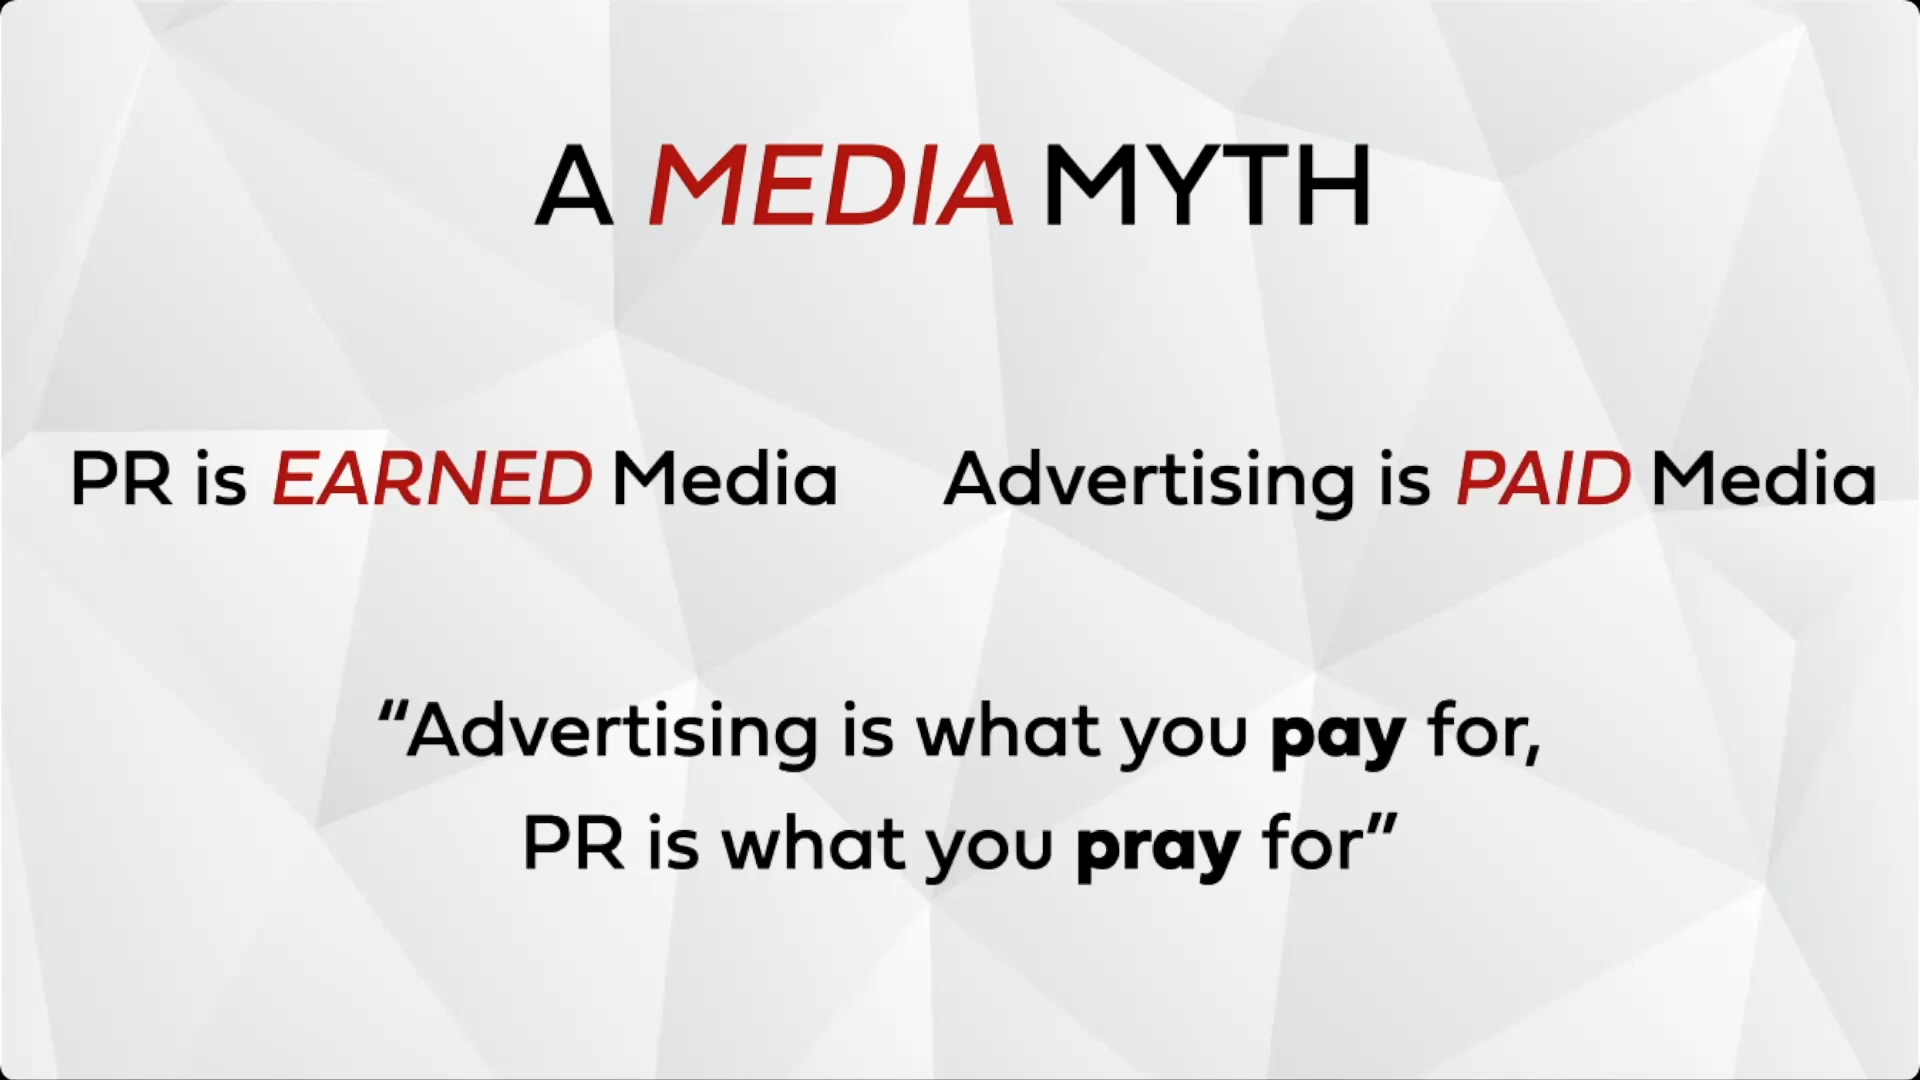 A MEDIA MYTH
PR is EARNED Media
Advertising is PAID Media
“Advertising is what you pay for,
PR is what you pray for”